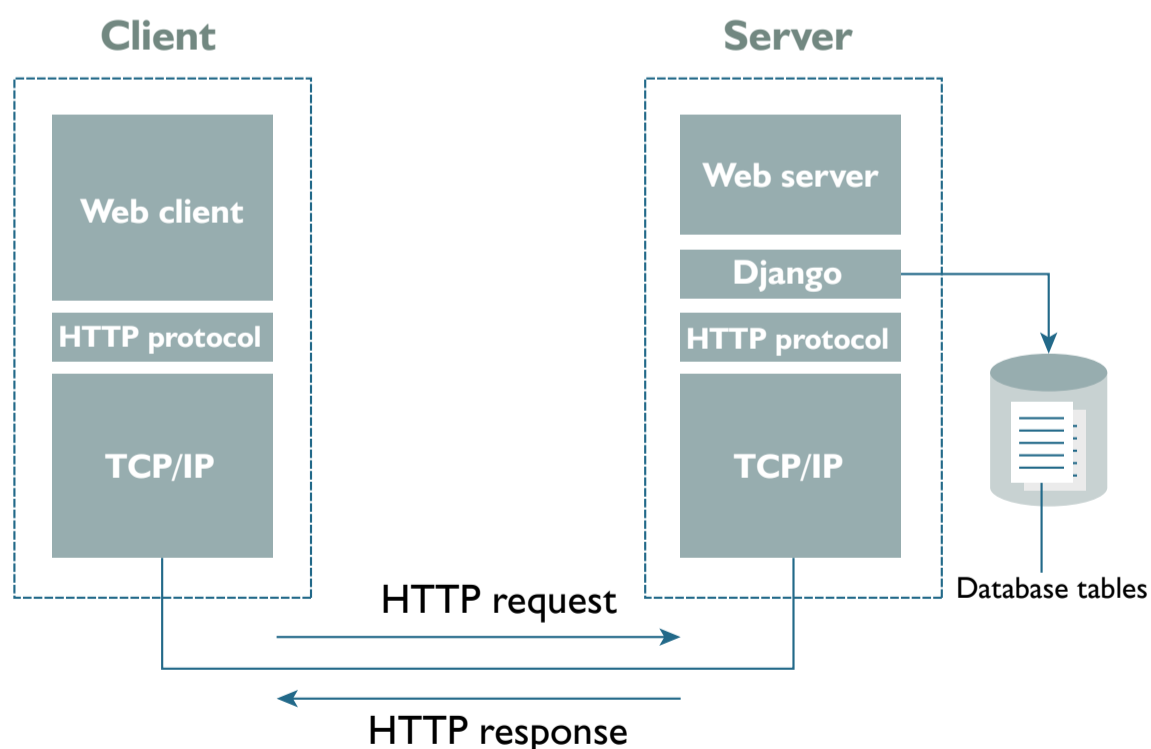 Client
Server
Web client
HTTP protocol
TCP/IP
Web server
Django
HTTP protocol
TCP/IP
Database tables
HTTP request
HTTP response